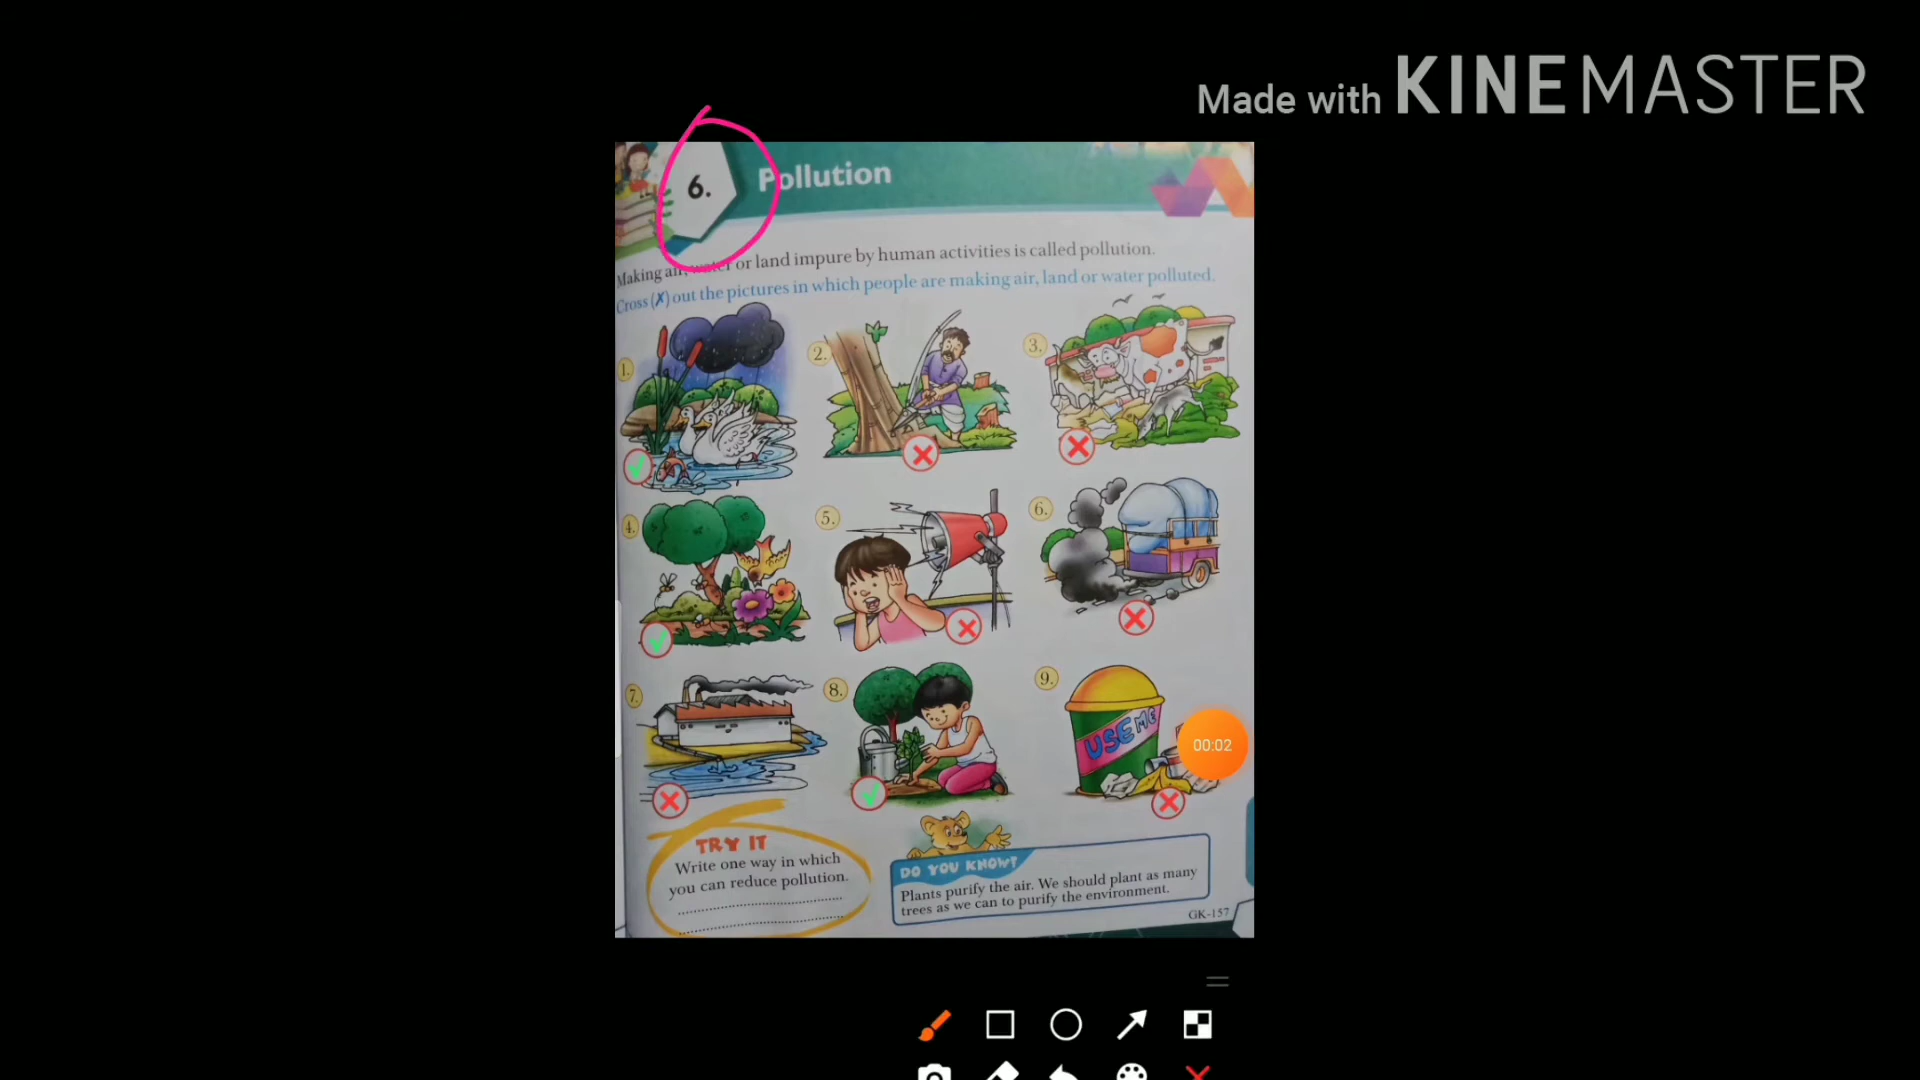 Made with KINEMASTER
6.
Pollution
Making air, water or land impure by human activities is called pollution.
Cross (✗) out the pictures in which people are making air, land or water polluted.
1.
2.
3.
4.
5.
6.
7.
8.
9.
USE ME
00:02
TRY IT
Write one way in which
you can reduce pollution.
DO YOU KNOW?
Plants purify the air. We should plant as many
trees as we can to purify the environment.
GK-157